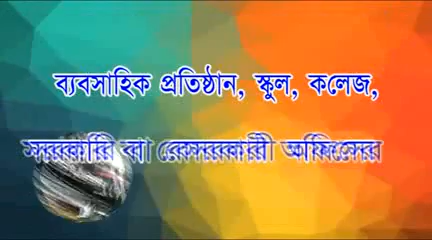 ব্যবসাহিক প্রতিষ্ঠান, স্কুল, কলেজ,
সরকারি বা বেসরকারী অফিসের